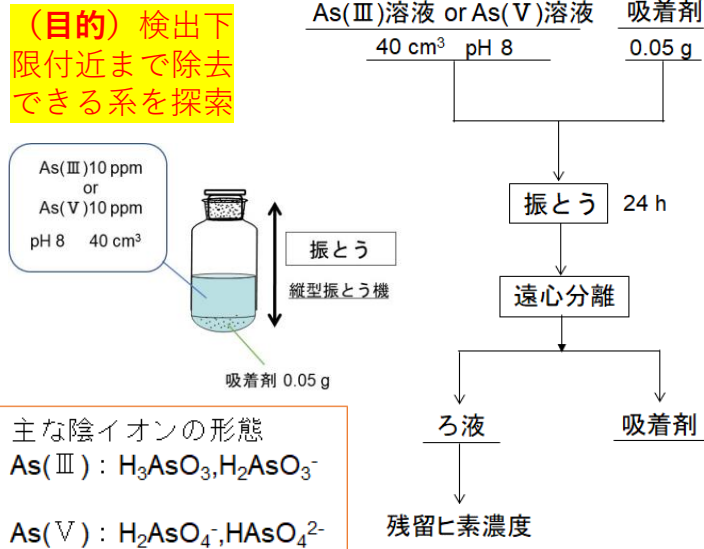 （目的）検出下
限付近まで除去
できる系を探索
As(Ⅲ)溶液 or As(Ⅴ)溶液
40 cm³ pH 8
吸着剤
0.05 g
As(Ⅲ)10 ppm
or
As(Ⅴ)10 ppm
pH 8 40 cm³
振とう
縦型振とう機
吸着剤 0.05 g
振とう 24 h
遠心分離
ろ液
吸着剤
残留ヒ素濃度
主な陰イオンの形態
As(Ⅲ)：H₃AsO₃,H₂AsO₃⁻
As(Ⅴ)：H₂AsO₄⁻,HAsO₄²⁻